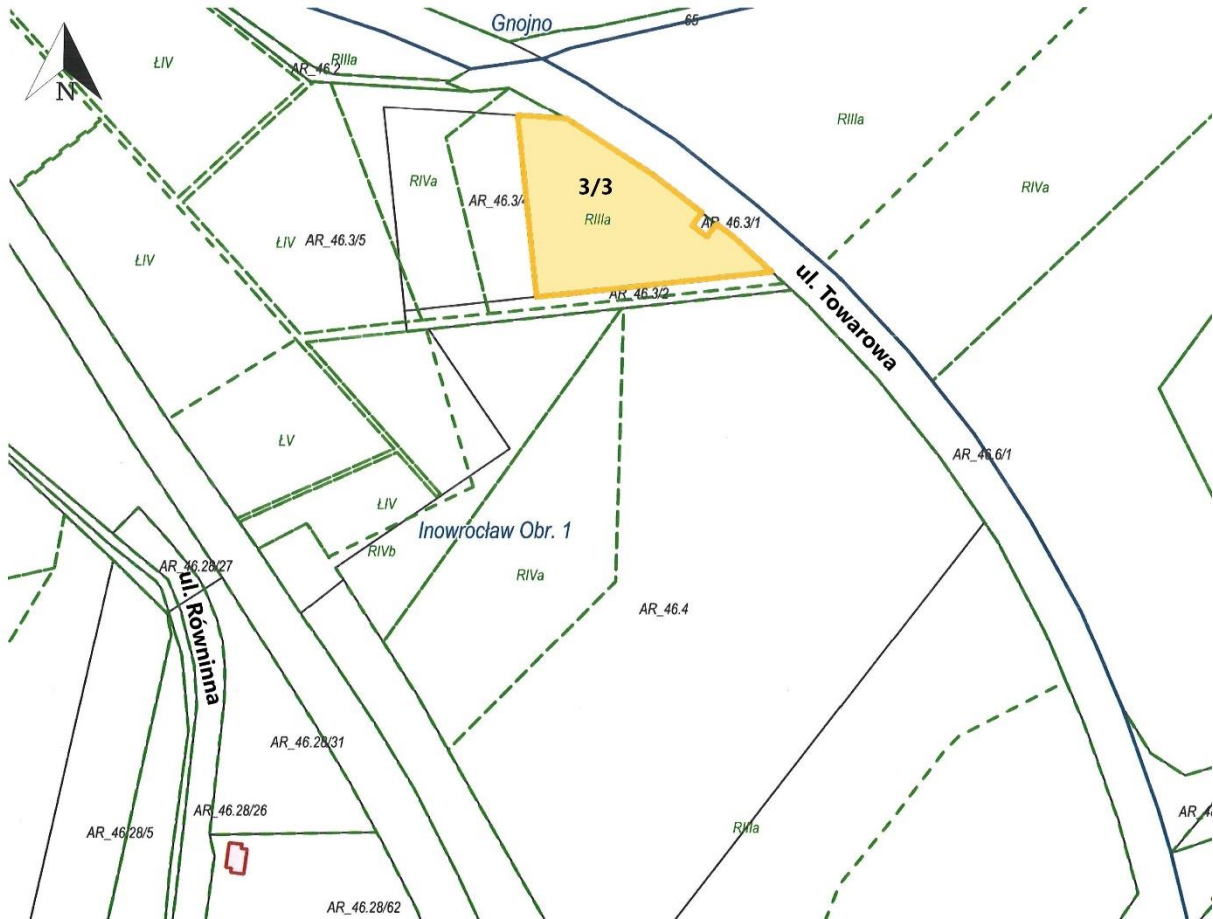 Gnojno
65
ŁIV
RIIIa
AR_46.2
N
RIIIa
3/3
RIVa
RIVa
AR_46.3/4
RIIIa
AR_46.3/1
ŁIV
AR_46.3/5
ŁIV
AR_46.3/2
ul. Towarowa
ŁV
AR_46.6/1
ŁIV
Inowrocław Obr. 1
RIVb
AR_46.28/27
RIVa
ul. Równinna
AR_46.4
AR_46.28/31
AR_46.28/26
AR_46.28/5
RIIIa
AR_46.28/62